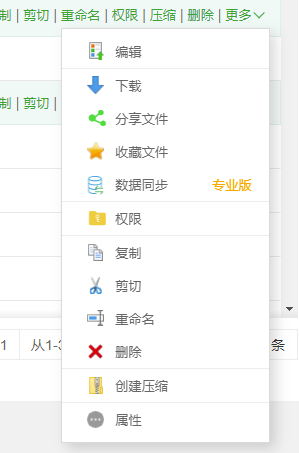 制 | 剪切 | 重命名 | 权限 | 压缩 | 删除 | 更多
制 | 剪切 |
编辑
下载
分享文件
收藏文件
数据同步 专业版
权限
复制
剪切
重命名
删除
创建压缩
属性
1 从1-3 条